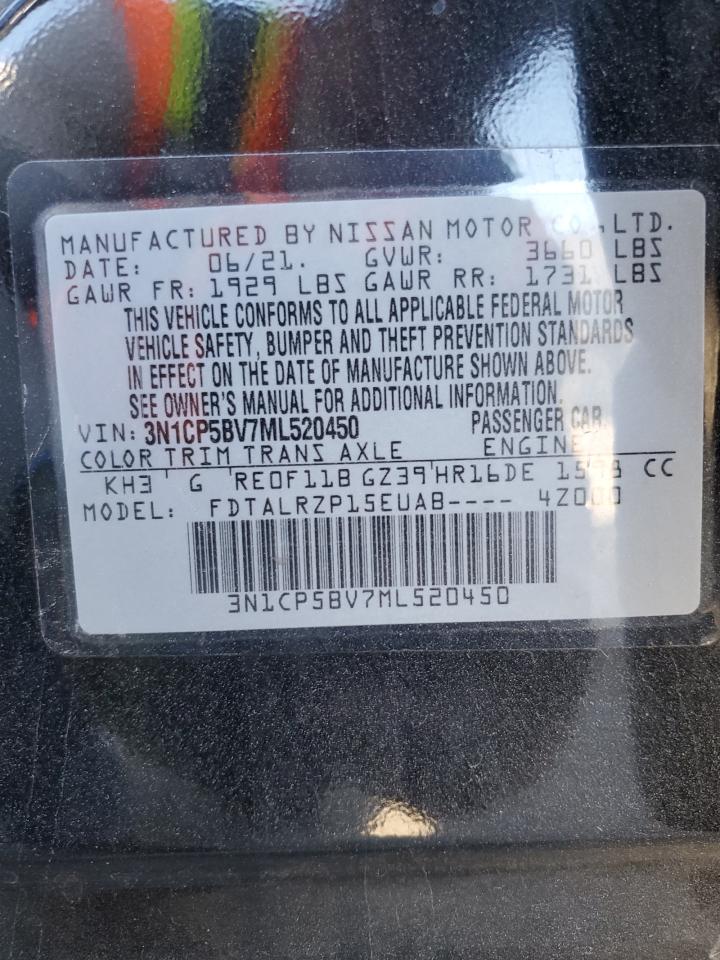 MANUFACTURED BY NISSAN MOTOR CO.,LTD.
DATE: 06/21. GVWR: 3660 LBS
GAWR FR: 1929 LBS GAWR RR: 1731 LBS
THIS VEHICLE CONFORMS TO ALL APPLICABLE FEDERAL MOTOR
VEHICLE SAFETY, BUMPER AND THEFT PREVENTION STANDARDS
IN EFFECT ON THE DATE OF MANUFACTURE SHOWN ABOVE.
SEE OWNER'S MANUAL FOR ADDITIONAL INFORMATION.
VIN: 3N1CP5BV7ML520450 PASSENGER CAR
COLOR TRIM TRANS AXLE ENGINE
KH3 G RE0F11B GZ39 HR16DE 1598 CC
MODEL: FDTALRZP15EUAB---- 4Z000
3N1CP5BV7ML520450